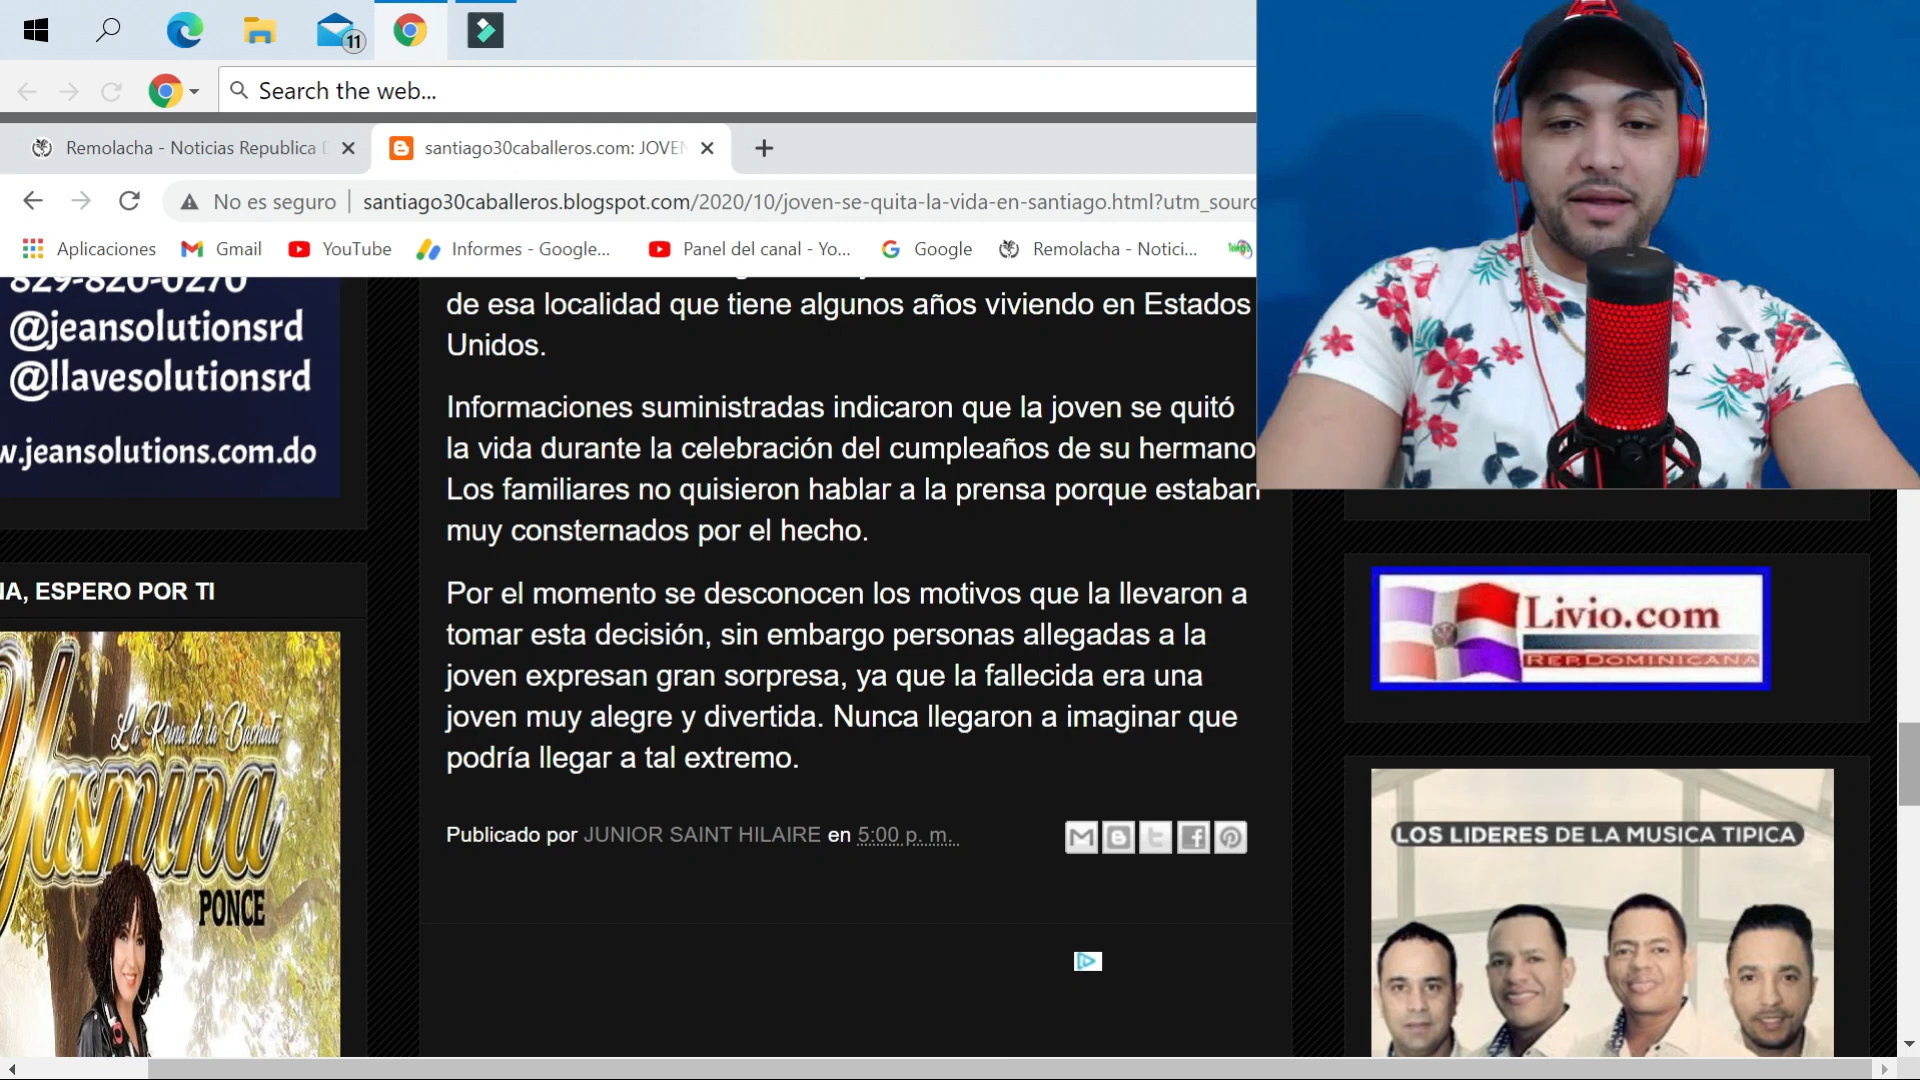 11
Search the web...
Remolacha - Noticias Republica D
santiago30caballeros.com: JOVEN
No es seguro
santiago30caballeros.blogspot.com/2020/10/joven-se-quita-la-vida-en-santiago.html?utm_sourc
Aplicaciones
Gmail
YouTube
Informes - Google...
Panel del canal - Yo...
Google
Remolacha - Notici...
829-820-0270
@jeansolutionsrd
@llavesolutionsrd
w.jeansolutions.com.do
NA, ESPERO POR TI
La Reina de la Bachata
Yasmina
PONCE
de esa localidad que tiene algunos años viviendo en Estados
Unidos.
Informaciones suministradas indicaron que la joven se quitó
la vida durante la celebración del cumpleaños de su hermano
Los familiares no quisieron hablar a la prensa porque estaban
muy consternados por el hecho.
Por el momento se desconocen los motivos que la llevaron a
tomar esta decisión, sin embargo personas allegadas a la
joven expresan gran sorpresa, ya que la fallecida era una
joven muy alegre y divertida. Nunca llegaron a imaginar que
podría llegar a tal extremo.
Publicado por JUNIOR SAINT HILAIRE en 5:00 p. m.
Livio.com
REP.DOMINICANA
LOS LIDERES DE LA MUSICA TIPICA